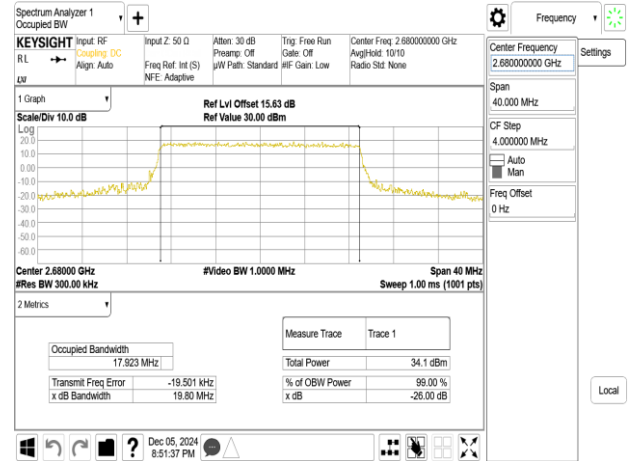 Spectrum Analyzer 1
Occupied BW
Frequency
KEYSIGHT
Input: RF
Coupling: DC
Align: Auto
RL
LXI
Input Z: 50 Ω
Freq Ref: Int (S)
NFE: Adaptive
Atten: 30 dB
Preamp: Off
µW Path: Standard
Trig: Free Run
Gate: Off
#IF Gain: Low
Center Freq: 2.680000000 GHz
Avg|Hold: 10/10
Radio Std: None
Center Frequency
2.680000000 GHz
Settings
Span
40.000 MHz
CF Step
4.000000 MHz
Auto
Man
Freq Offset
0 Hz
Local
1 Graph
Scale/Div 10.0 dB
Ref Lvl Offset 15.63 dB
Ref Value 30.00 dBm
Log
20.0
10.0
0.00
-10.0
-20.0
-30.0
-40.0
-50.0
-60.0
Center 2.68000 GHz
#Video BW 1.0000 MHz
Span 40 MHz
#Res BW 300.00 kHz
Sweep 1.00 ms (1001 pts)
2 Metrics
Measure Trace Trace 1
Occupied Bandwidth
17.923 MHz
Total Power 34.1 dBm
Transmit Freq Error -19.501 kHz
% of OBW Power 99.00 %
x dB Bandwidth 19.80 MHz
x dB -26.00 dB
?
Dec 05, 2024
8:51:37 PM